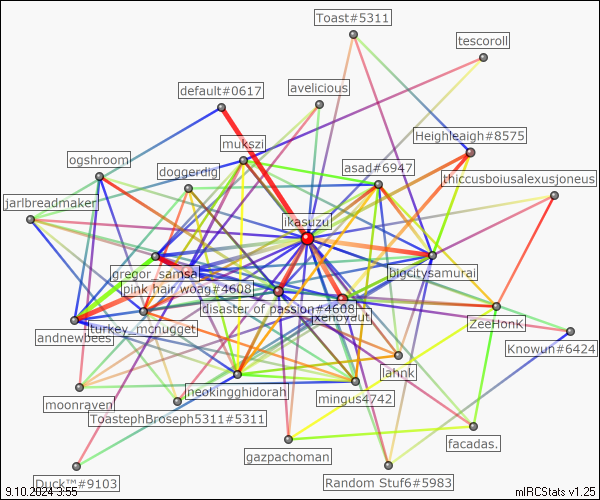 Toast#5311
tescoroll
default#0617
avelicious
mukszi
Heighleigh#8575
ogshroom
doggerdig
asad#6947
thiccusboiusalexusjoneus
jarlbreadmaker
ikasuzu
gregor_samsa
bigcitysamurai
pink hair woag#4608
disaster of passion#4608
xenovaut
andnewbees
turkey_mcnugget
ZeeHonk
Knowun#6424
lahnk
neokingghidorah
mingus4742
moonraven
ToastephBroseph5311#5311
facadas.
gazpachoman
Duck™#9103
Random Stuf6#5983
9.10.2024 3:55
mIRCStats v1.25